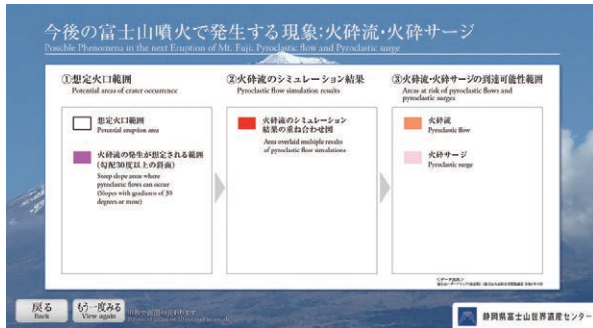 今後の富士山噴火で発生する現象:火砕流・火砕サージ
Possible Phenomena in the next Eruption of Mt. Fuji, Pyroclastic flow and Pyroclastic surge
①想定火口範囲
Potential areas of crater occurrence
②火砕流のシミュレーション結果
Pyroclastic flow simulation results
③火砕流・火砕サージの到達可能性範囲
Areas at risk of pyroclastic flows and
pyroclastic surges
想定火口範囲
Potential eruption area
火砕流の発生が想定される範囲
(勾配30度以上の斜面)
Steep slope areas where
pyroclastic flows can occur
(Slopes with gradients of 30
degrees or more)
火砕流のシミュレーション
結果の重ね合わせ図
Area overlaid multiple results
of pyroclastic flow simulations
火砕流
Pyroclastic flow
火砕サージ
Pyroclastic surge
戻る
Back
もう一度みる
View again
静岡県富士山世界遺産センター